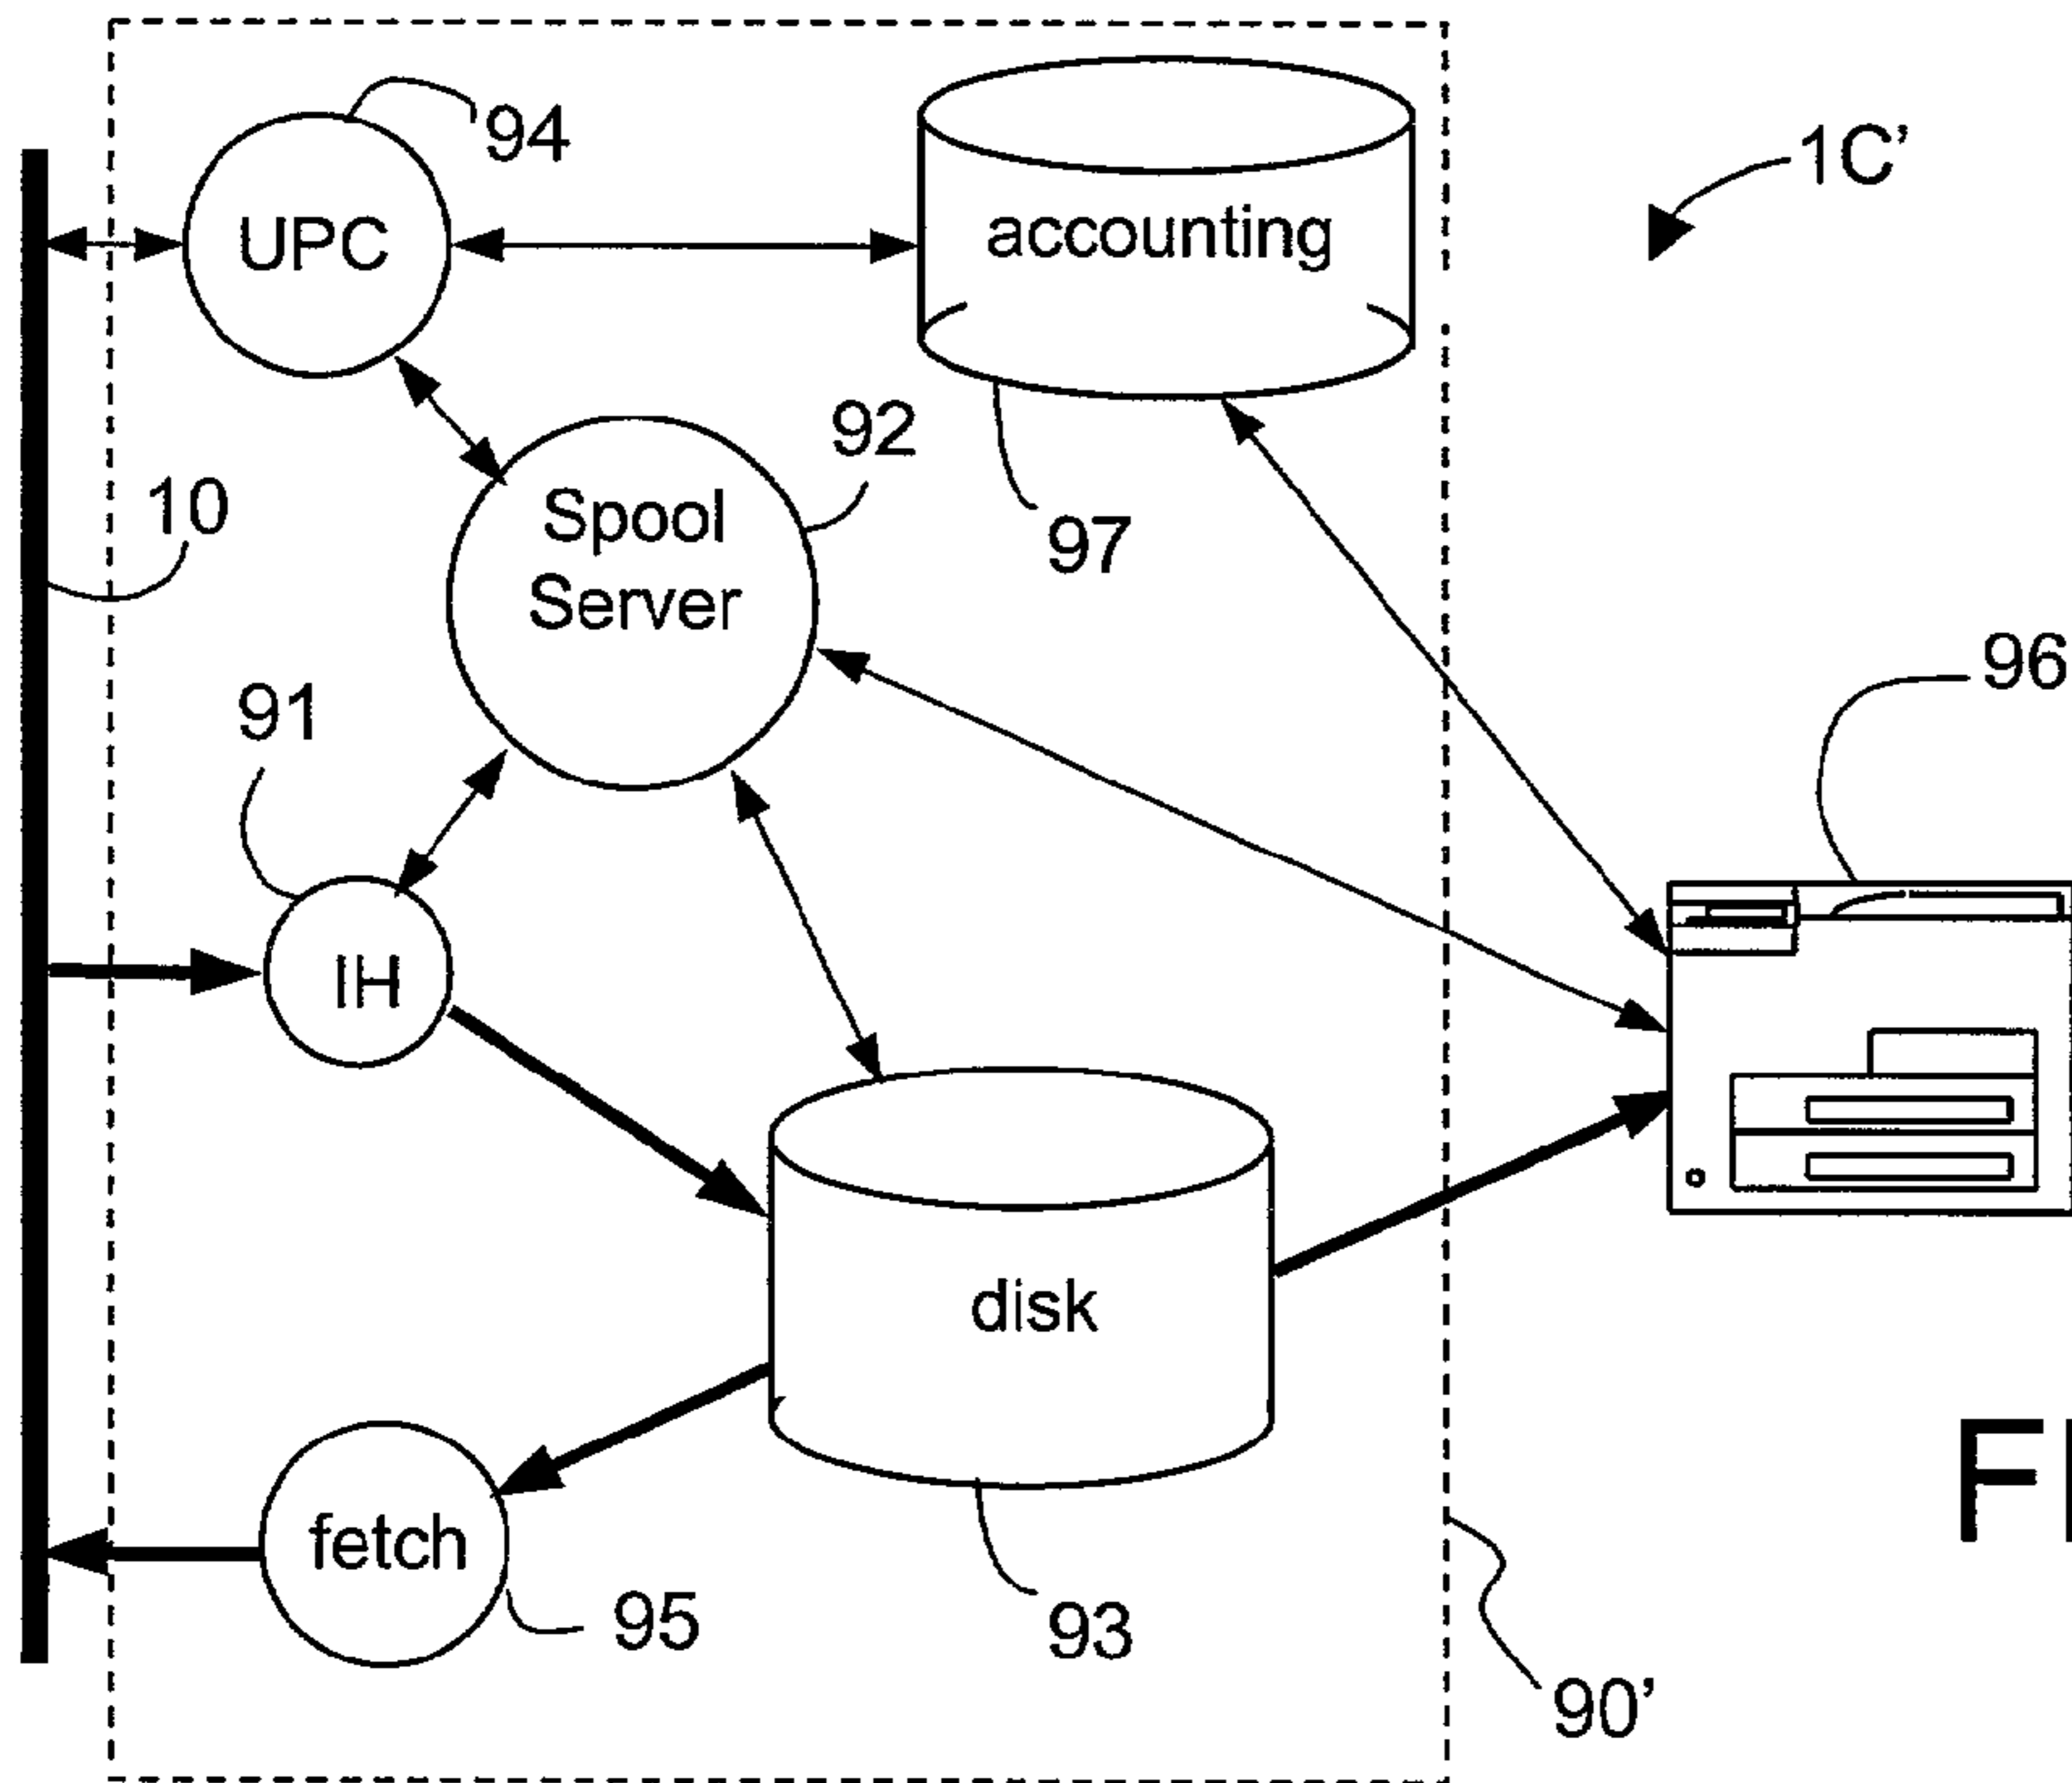 94
1C’
UPC
accounting
92
10
Spool
Server
97
96
91
IH
disk
fetch
95
93
90’